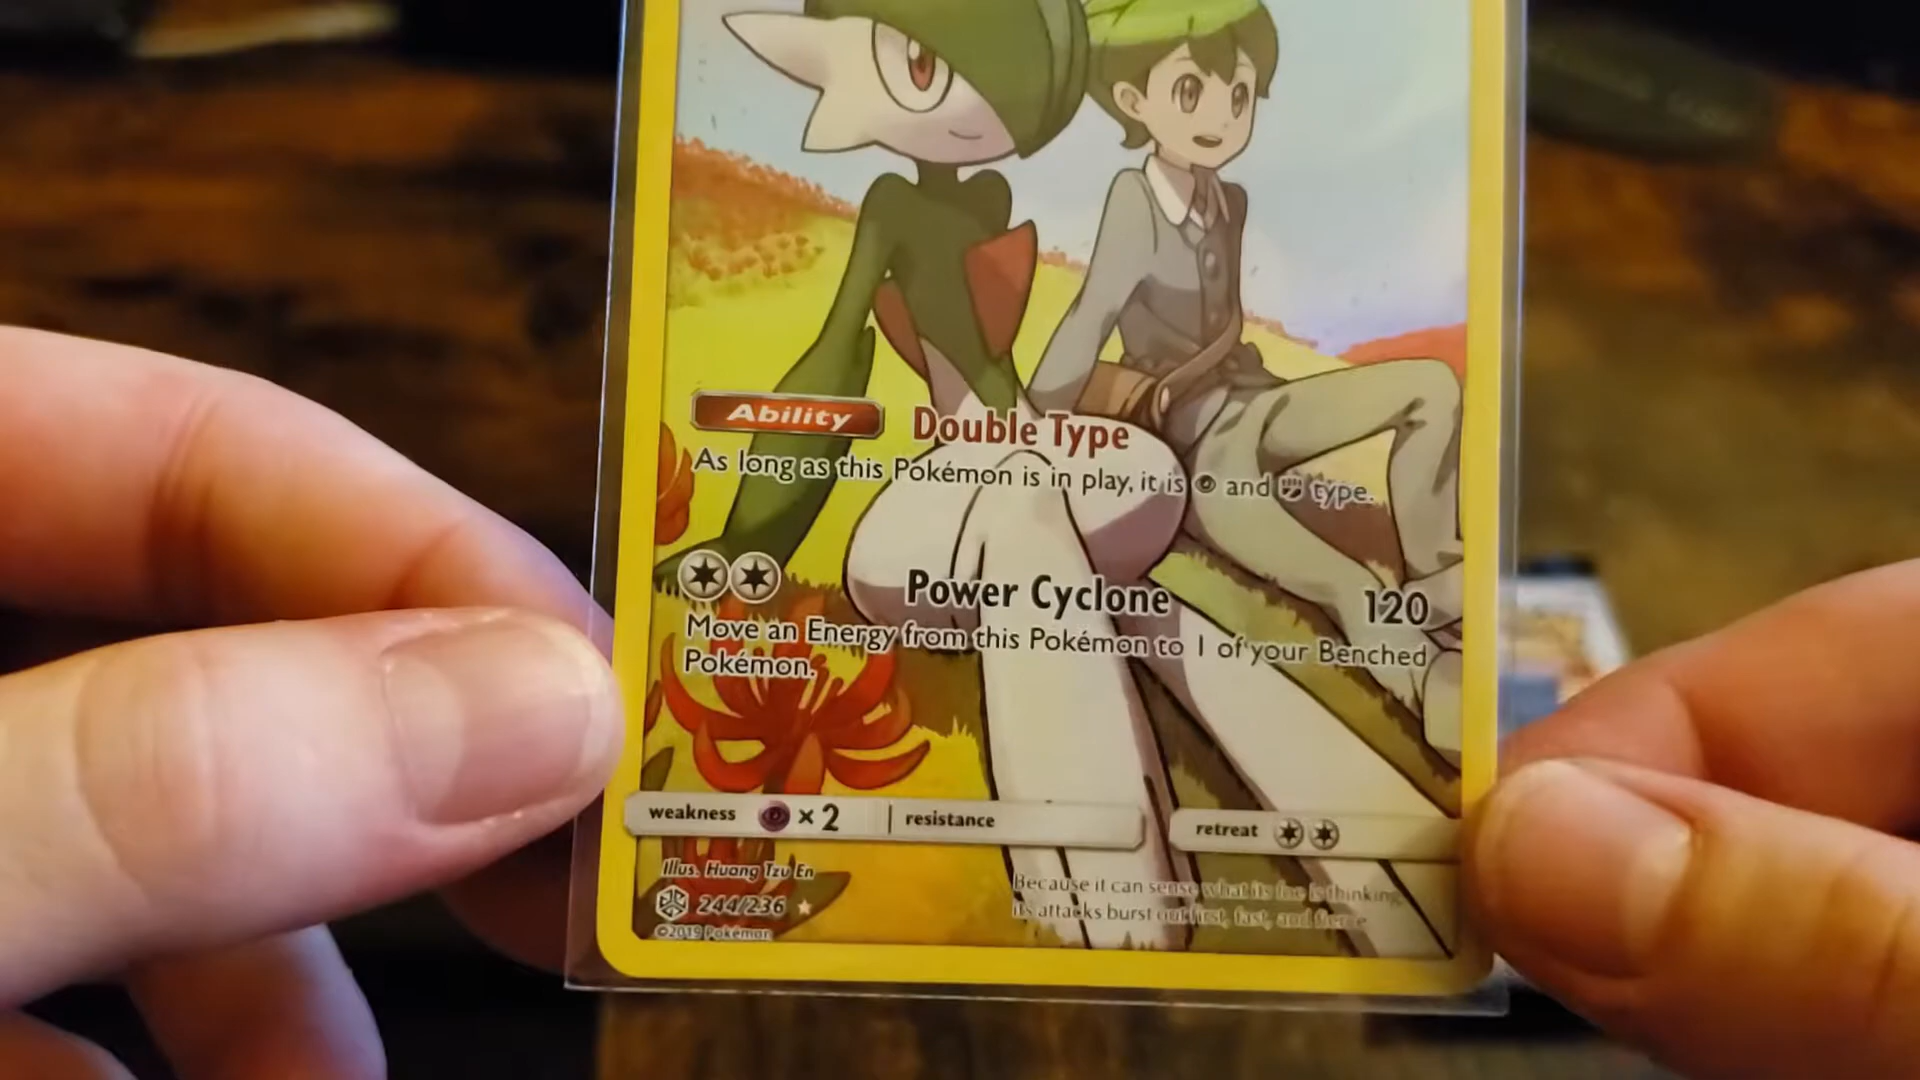 Ability Double Type
As long as this Pokémon is in play, it is and type.
Power Cyclone 120
Move an Energy from this Pokémon to 1 of your Benched
Pokémon.
weakness ×2 resistance retreat
Illus. Huang Tzu En
244/236
©2019 Pokémon
Because it can sense what its foe is thinking,
its attacks burst out first, fast, and fierce.